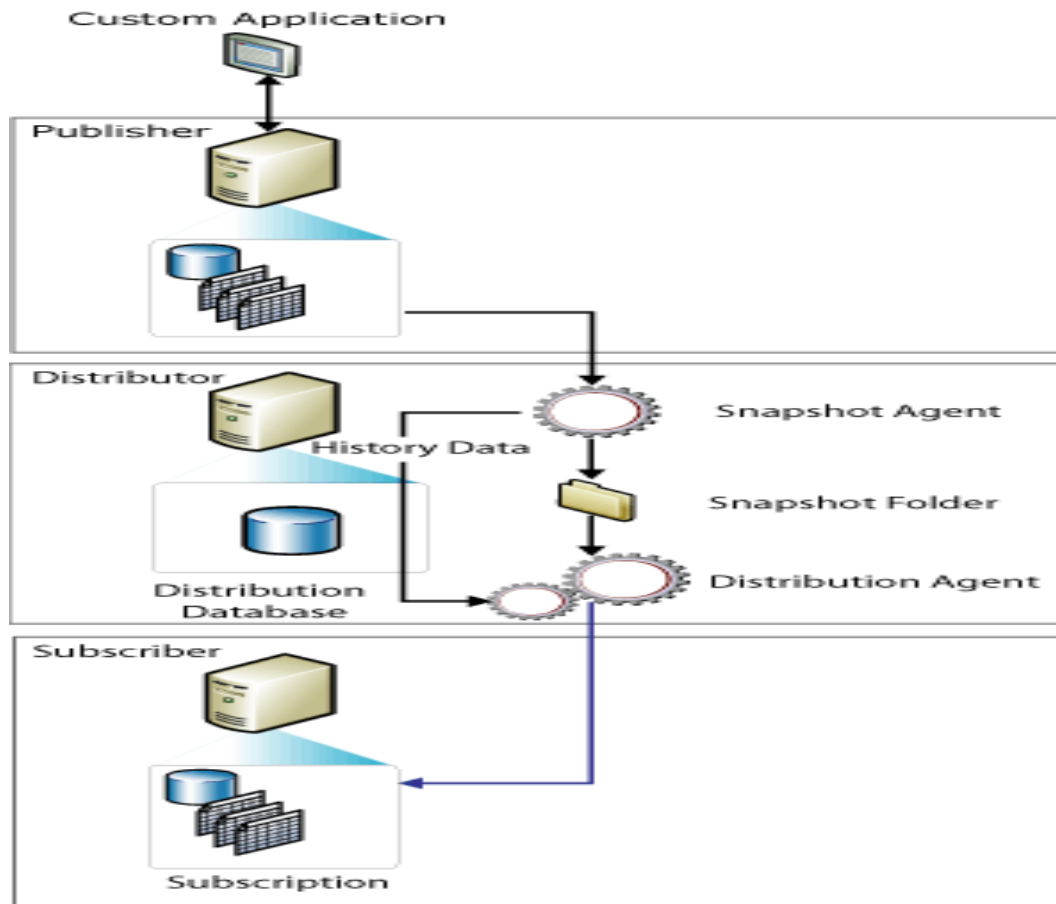 Custom Application
Publisher
Distributor
Snapshot Agent
History Data
Snapshot Folder
Distribution Agent
Distribution
Database
Subscriber
Subscription